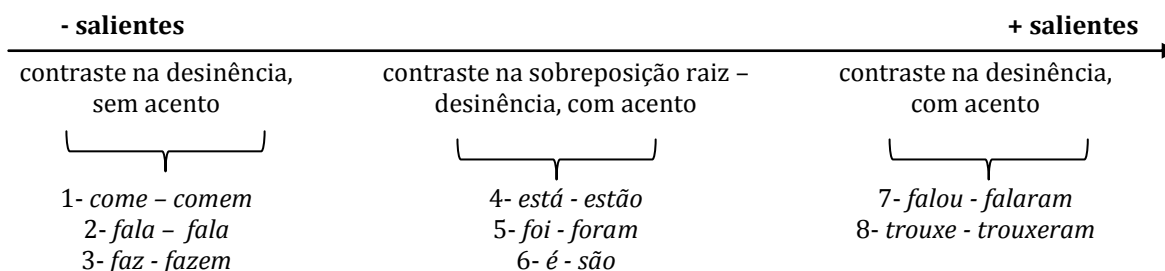 - salientes + salientes
contraste na desinência, sem acento
contraste na sobreposição raiz – desinência, com acento
contraste na desinência, com acento
1- come – comem
2- fala – fala
3- faz - fazem
4- está - estão
5- foi - foram
6- é - são
7- falou - falaram
8- trouxe - trouxeram